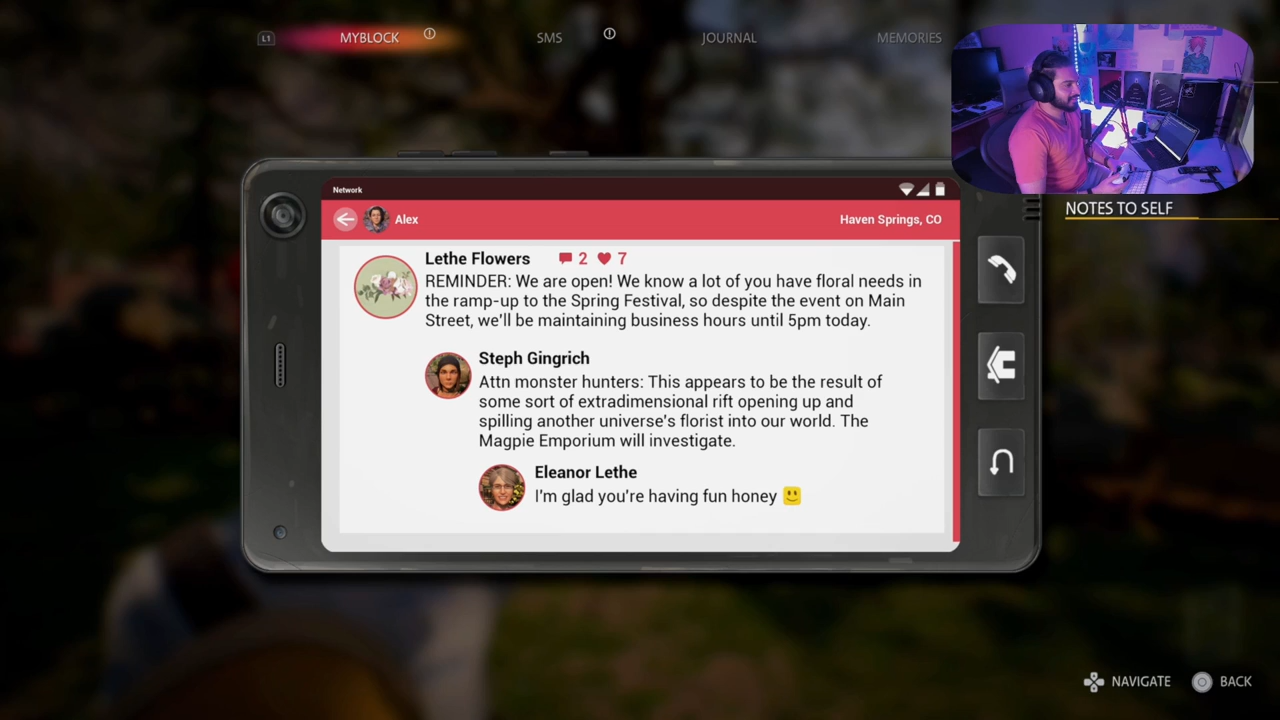 L1
MYBLOCK
SMS
JOURNAL
MEMORIES
NOTES TO SELF
Network
Alex
Haven Springs, CO
Lethe Flowers 2 7
REMINDER: We are open! We know a lot of you have floral needs in
the ramp-up to the Spring Festival, so despite the event on Main
Street, we'll be maintaining business hours until 5pm today.
Steph Gingrich
Attn monster hunters: This appears to be the result of
some sort of extradimensional rift opening up and
spilling another universe's florist into our world. The
Magpie Emporium will investigate.
Eleanor Lethe
I'm glad you're having fun honey 🙂
NAVIGATE
BACK